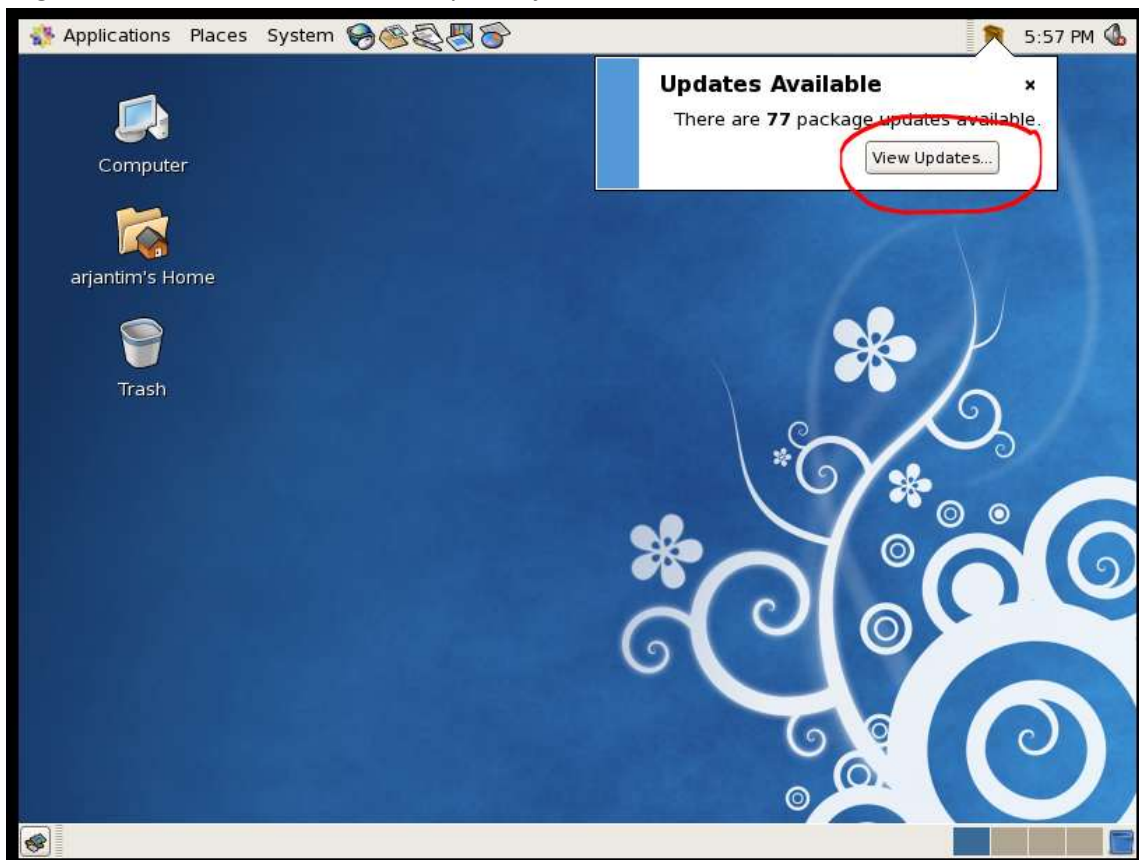 Applications Places System 5:57 PM
Updates Available
There are 77 package updates available.
View Updates...
Computer
arjantim's Home
Trash